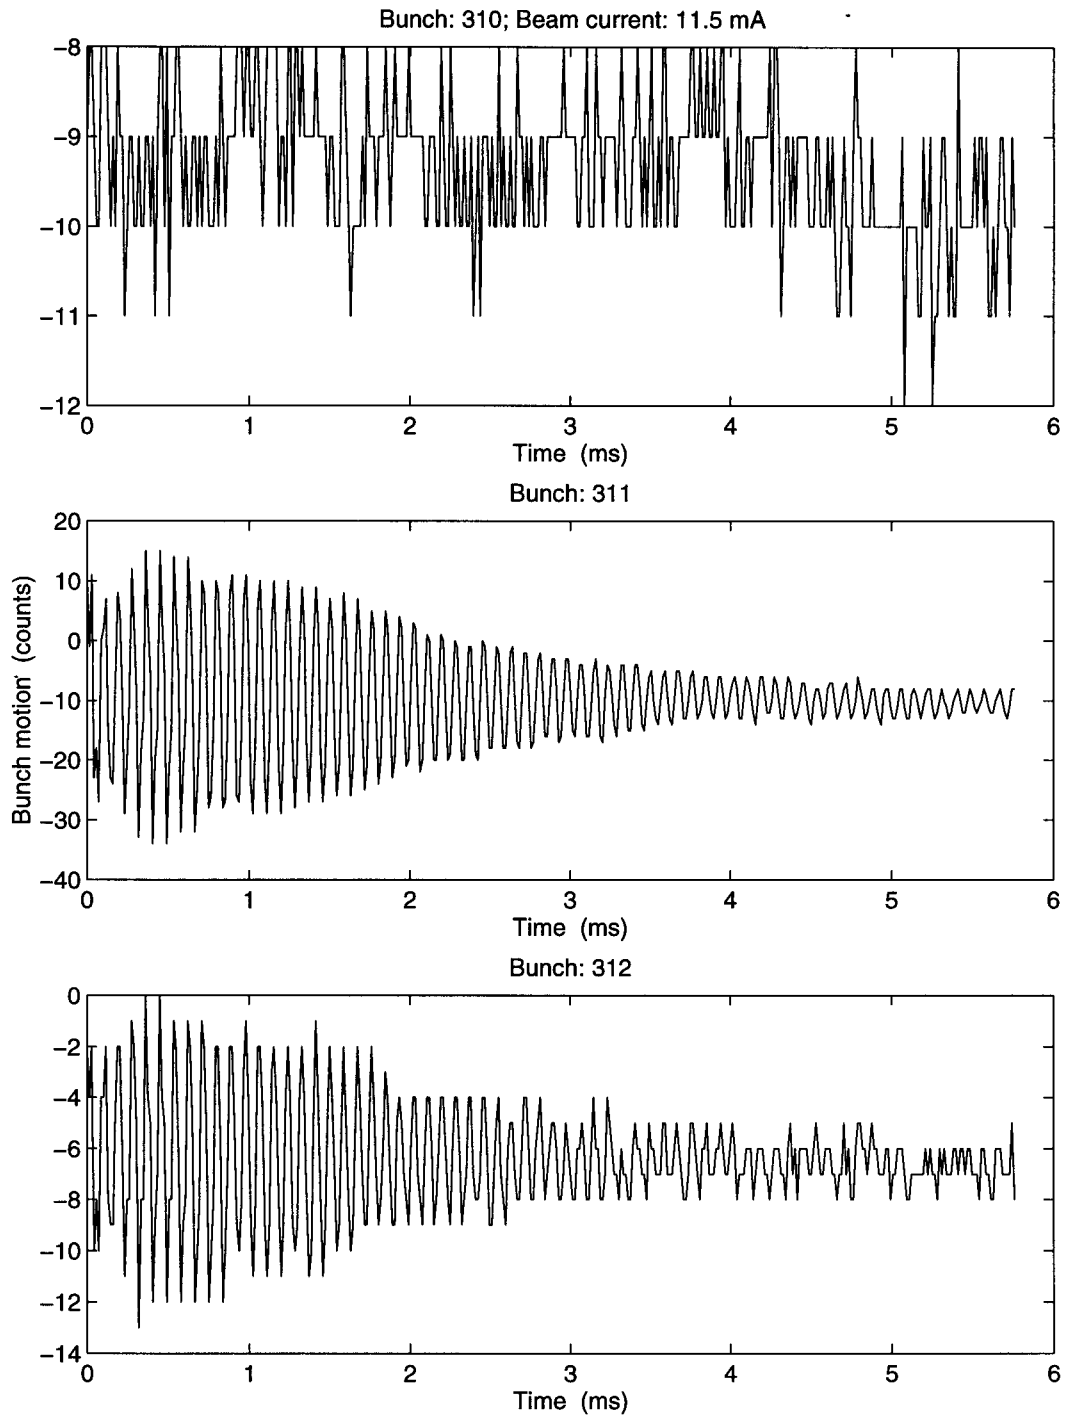 Bunch: 310; Beam current: 11.5 mA
−8
−9
−10
−11
−12
0 1 2 3 4 5 6
Time (ms)
Bunch: 311
20
10
0
−10
−20
−30
−40
Bunch motion (counts)
0 1 2 3 4 5 6
Time (ms)
Bunch: 312
0
−2
−4
−6
−8
−10
−12
−14
0 1 2 3 4 5 6
Time (ms)